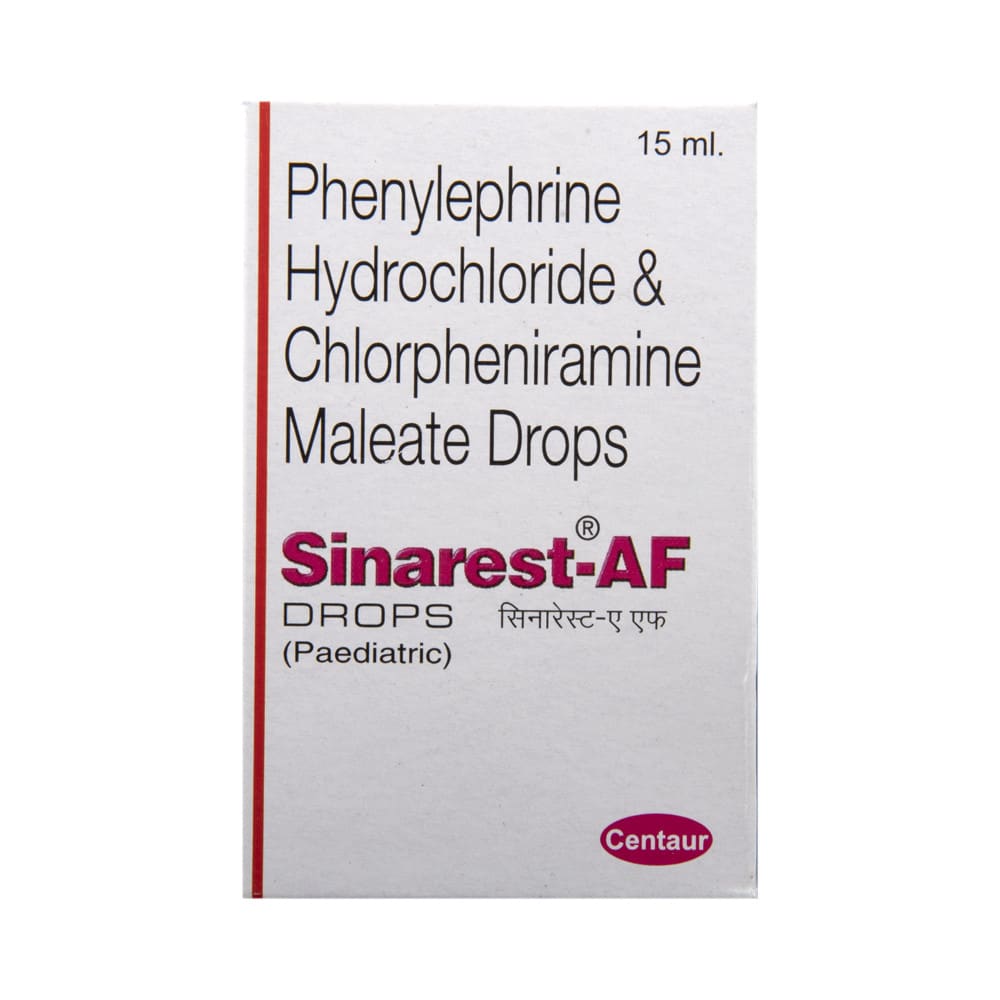 15 ml.
Phenylephrine
Hydrochloride &
Chlorpheniramine
Maleate Drops
Sinarest®-AF
DROPS सिनारेस्ट-ए एफ
(Paediatric)
Centaur